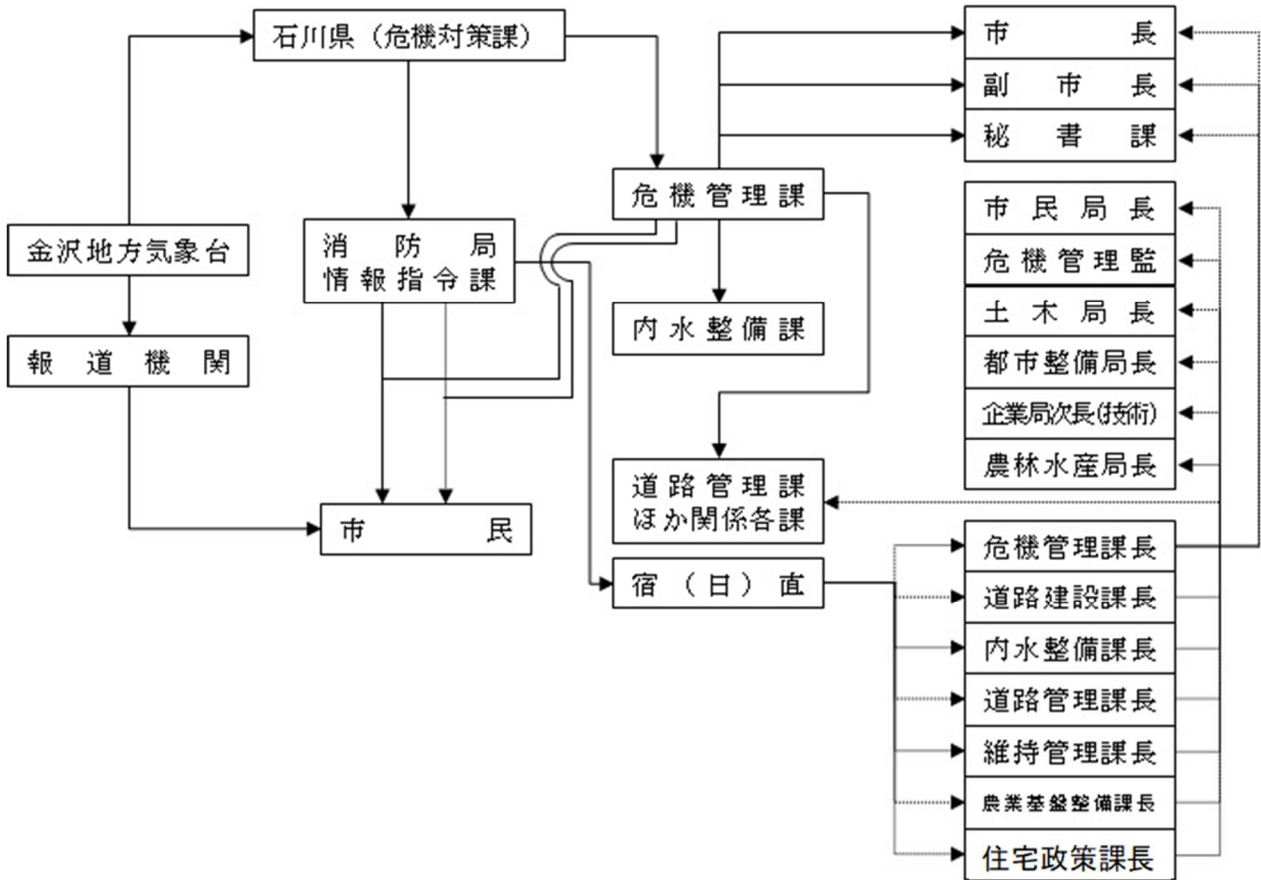 石川県（危機対策課）
金沢地方気象台
報道機関
消防局
情報指令課
市民
危機管理課
内水整備課
道路管理課
ほか関係各課
宿（日）直
市長
副市長
秘書課
市民局長
危機管理監
土木局長
都市整備局長
企業局次長(技術)
農林水産局長
危機管理課長
道路建設課長
内水整備課長
道路管理課長
維持管理課長
農業基盤整備課長
住宅政策課長